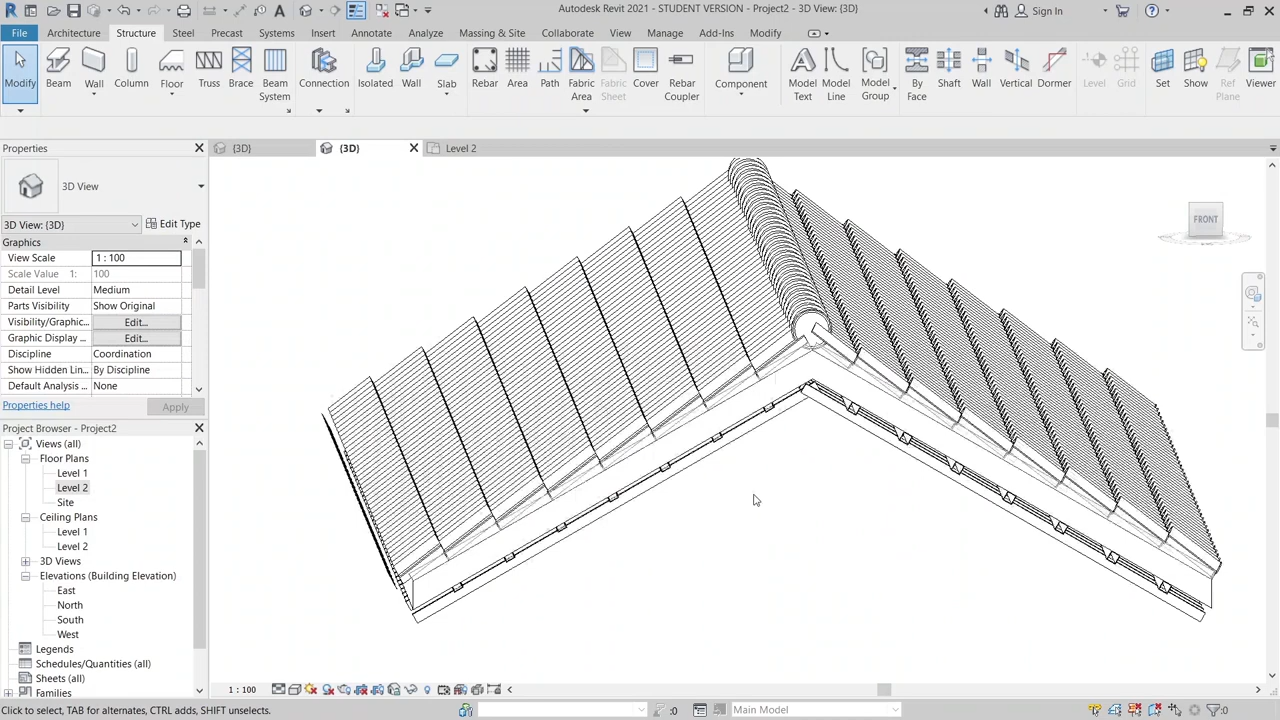 Autodesk Revit 2021 - STUDENT VERSION - Project2 - 3D View: {3D}
Sign In
File Architecture Structure Steel Precast Systems Insert Annotate Analyze Massing & Site Collaborate View Manage Add-Ins Modify
Modify Beam Wall Column Floor Truss Brace Beam System Connection Isolated Wall Slab Rebar Area Path Fabric Area Fabric Sheet Cover Rebar Coupler Component Model Text Model Line Model Group By Face Shaft Wall Vertical Dormer Level Grid Set Show Ref Plane Viewer
Properties
{3D}
{3D}
Level 2
3D View
3D View: {3D}
Edit Type
Graphics
View Scale 1 : 100
Scale Value 1: 100
Detail Level Medium
Parts Visibility Show Original
Visibility/Graphic... Edit...
Graphic Display ... Edit...
Discipline Coordination
Show Hidden Lin... By Discipline
Default Analysis ... None
Properties help
Apply
Project Browser - Project2
Views (all)
Floor Plans
Level 1
Level 2
Site
Ceiling Plans
Level 1
Level 2
3D Views
Elevations (Building Elevation)
East
North
South
West
Legends
Schedules/Quantities (all)
Sheets (all)
Families
FRONT
1 : 100
Click to select, TAB for alternates, CTRL adds, SHIFT unselects.
:0
Main Model
:0